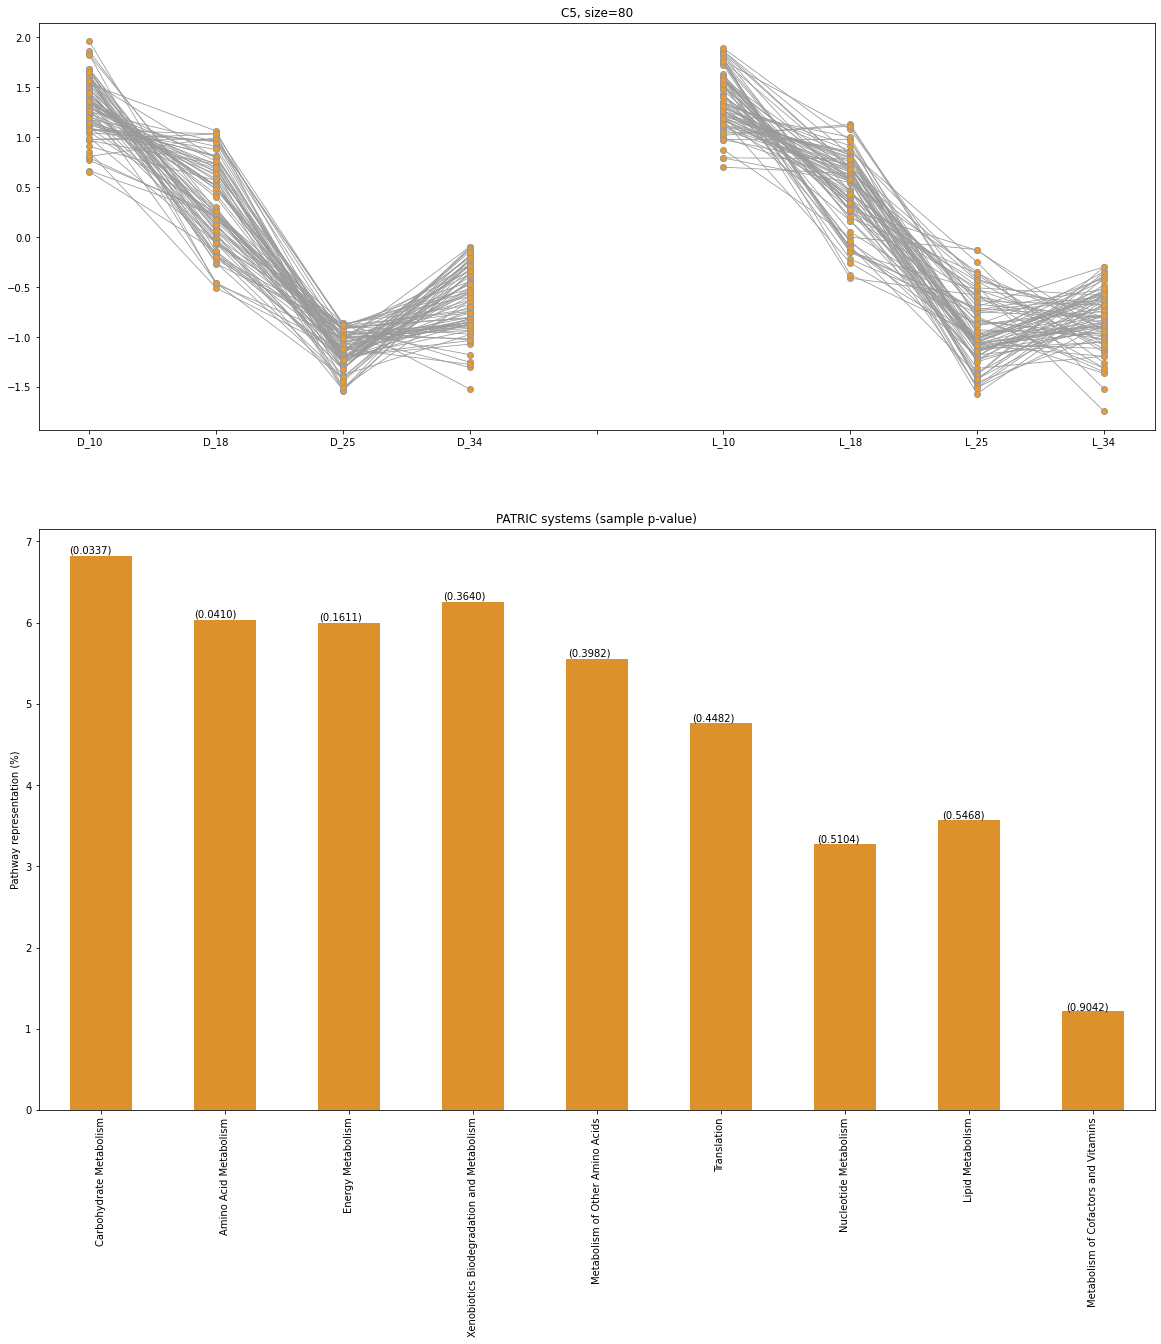 C5, size=80
2.0
1.5
1.0
0.5
0.0
−0.5
−1.0
−1.5
D_10 D_18 D_25 D_34 L_10 L_18 L_25 L_34
PATRIC systems (sample p-value)
Pathway representation (%)
7
6
5
4
3
2
1
0
(0.0337)
(0.0410)
(0.1611)
(0.3640)
(0.3982)
(0.4482)
(0.5104)
(0.5468)
(0.9042)
Carbohydrate Metabolism
Amino Acid Metabolism
Energy Metabolism
Xenobiotics Biodegradation and Metabolism
Metabolism of Other Amino Acids
Translation
Nucleotide Metabolism
Lipid Metabolism
Metabolism of Cofactors and Vitamins